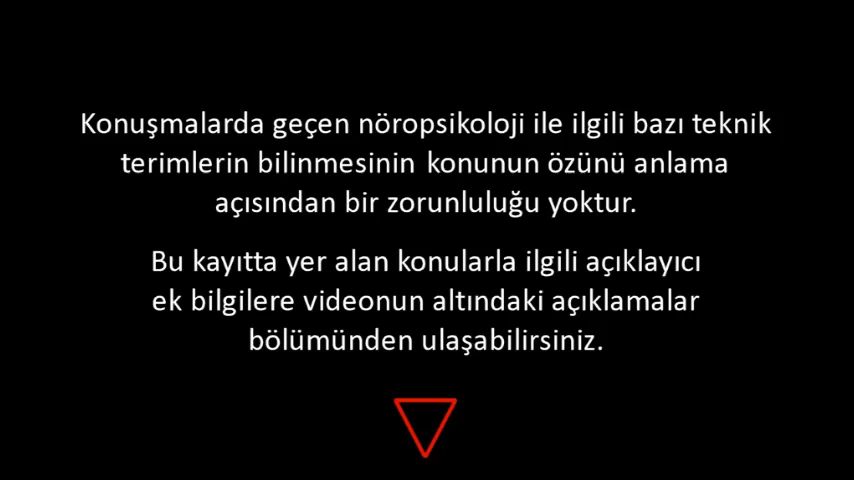 Konuşmalarda geçen nöropsikoloji ile ilgili bazı teknik
terimlerin bilinmesinin konunun özünü anlama
açısından bir zorunluluğu yoktur.
Bu kayıtta yer alan konularla ilgili açıklayıcı
ek bilgilere videonun altındaki açıklamalar
bölümünden ulaşabilirsiniz.